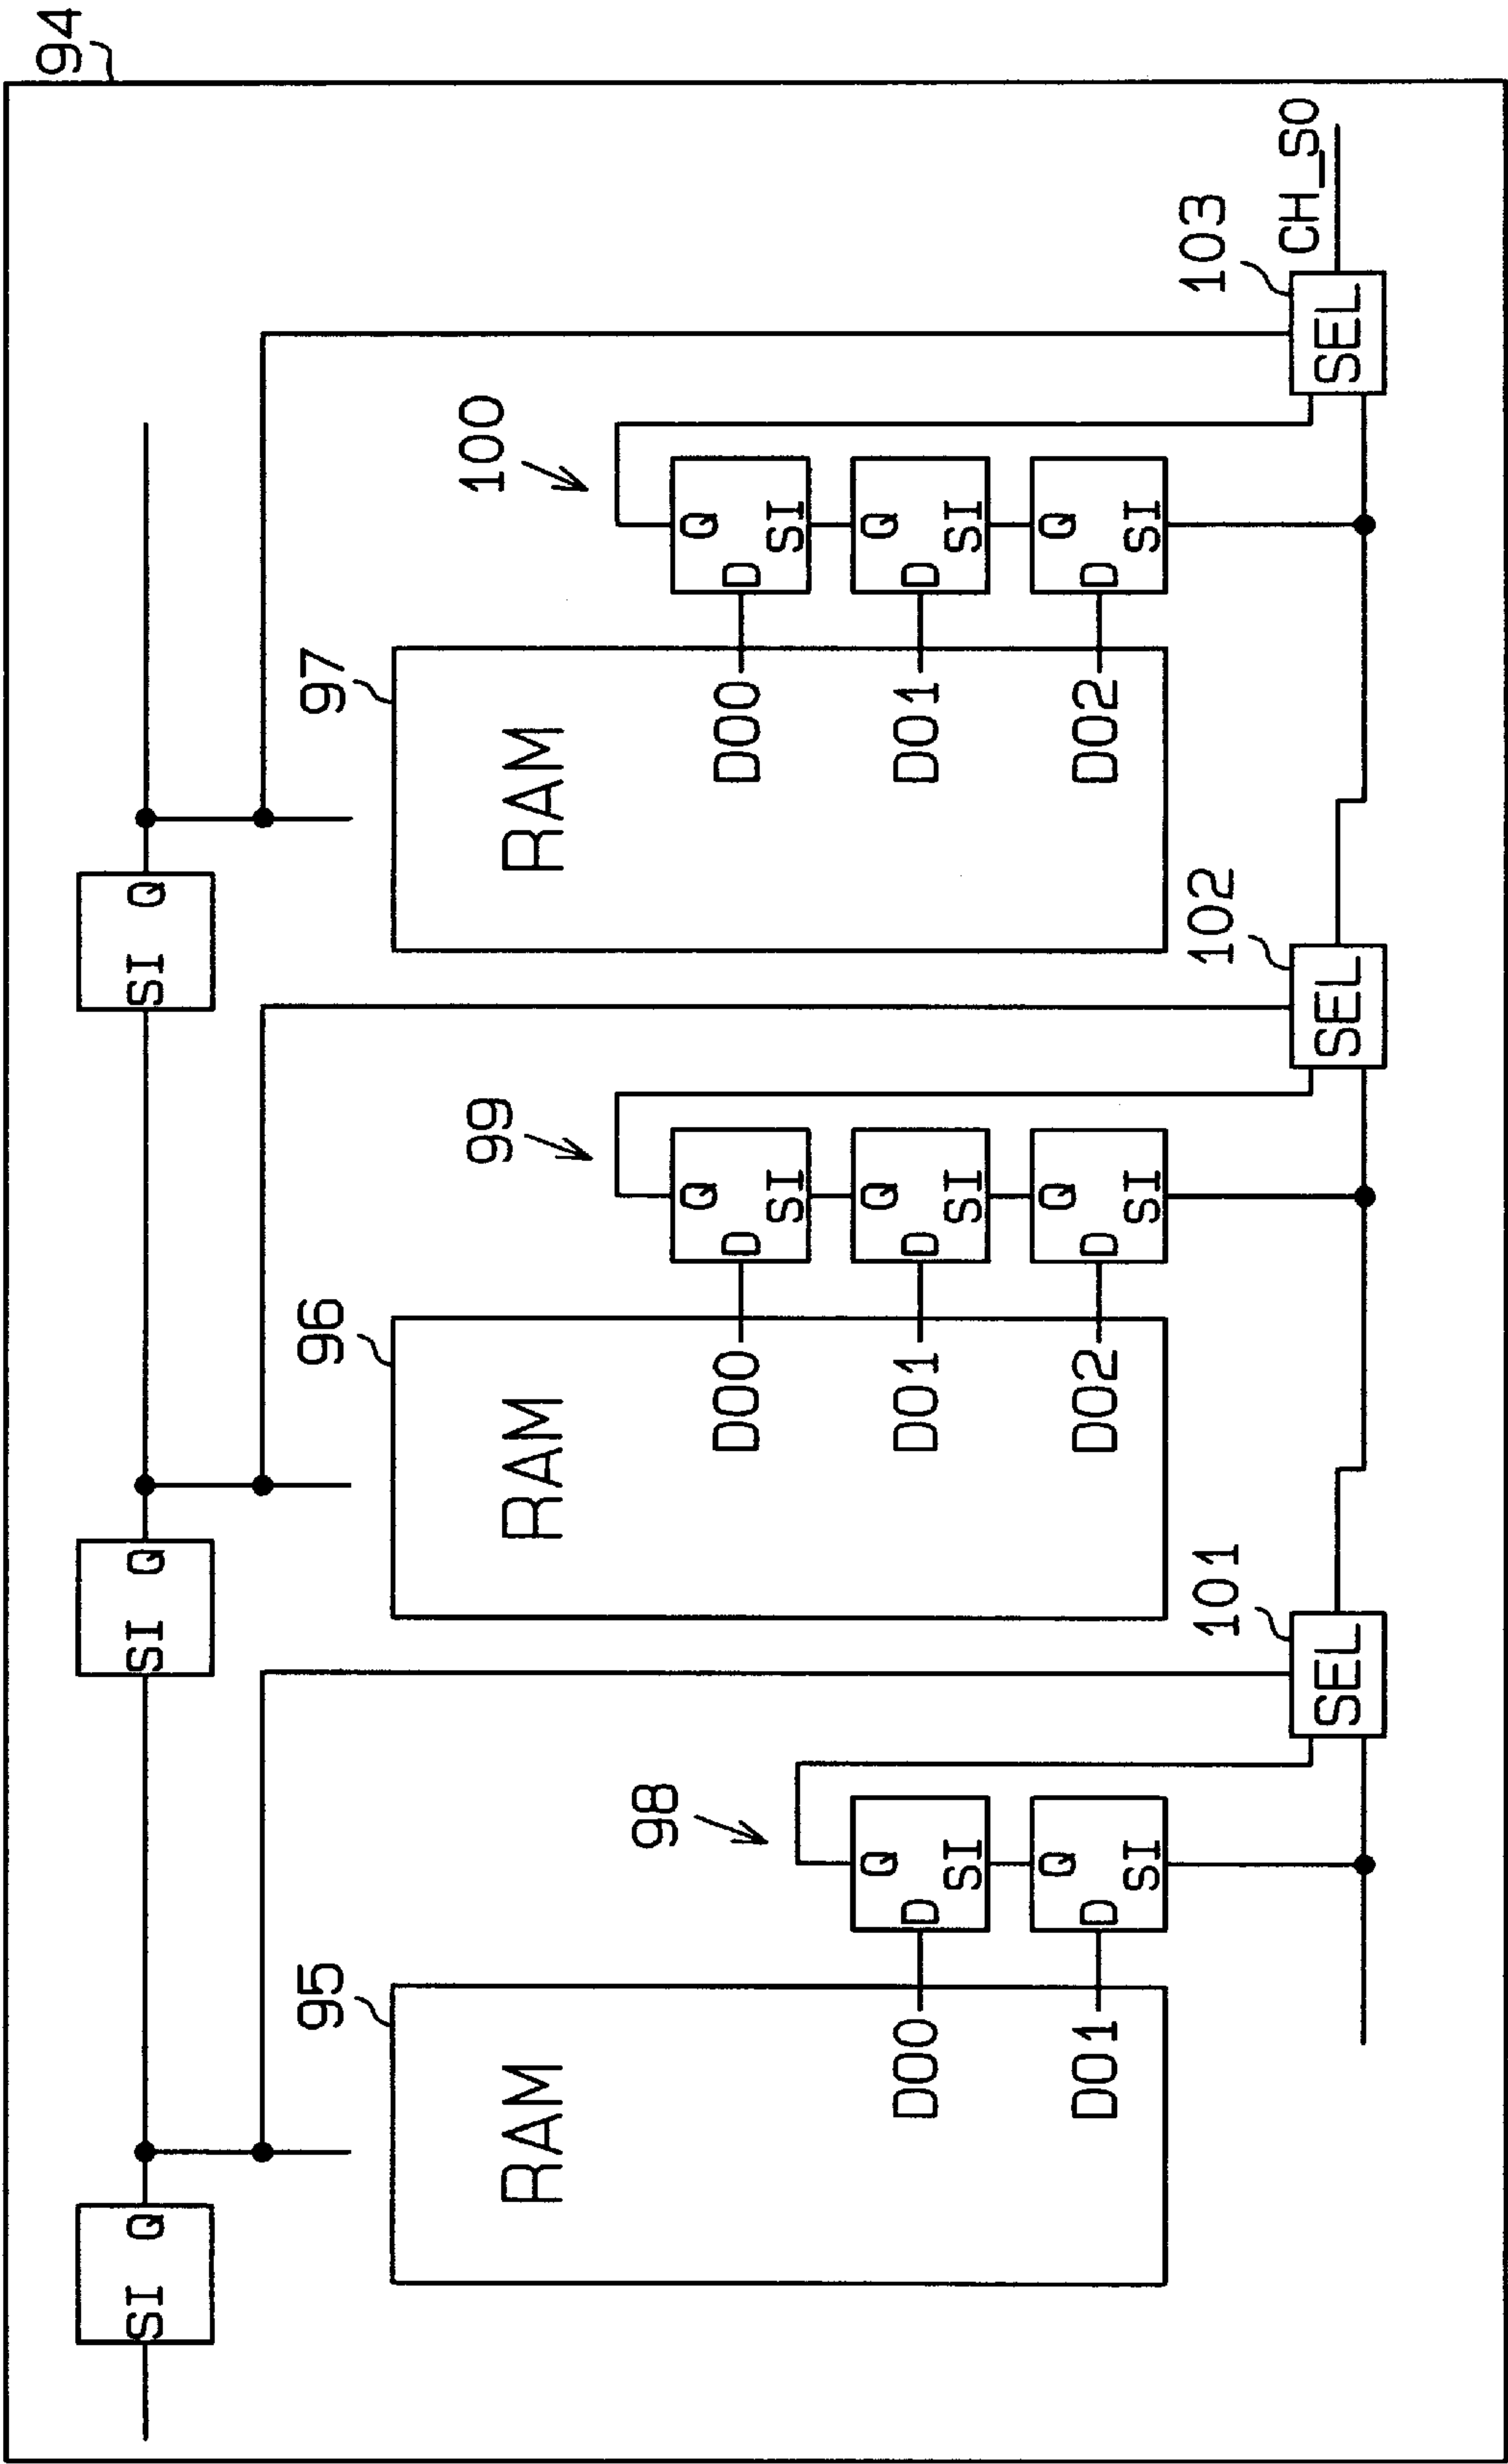 94
SI Q
SI Q
SI Q
95
96
97
RAM
RAM
RAM
98
99
100
DO0
DO1
DO0
DO1
DO2
DO0
DO1
DO2
Q
D
SI
Q
D
SI
Q
D
SI
Q
D
SI
Q
D
SI
Q
D
SI
Q
D
SI
Q
D
SI
101
102
103
SEL
SEL
SEL
CH_SO